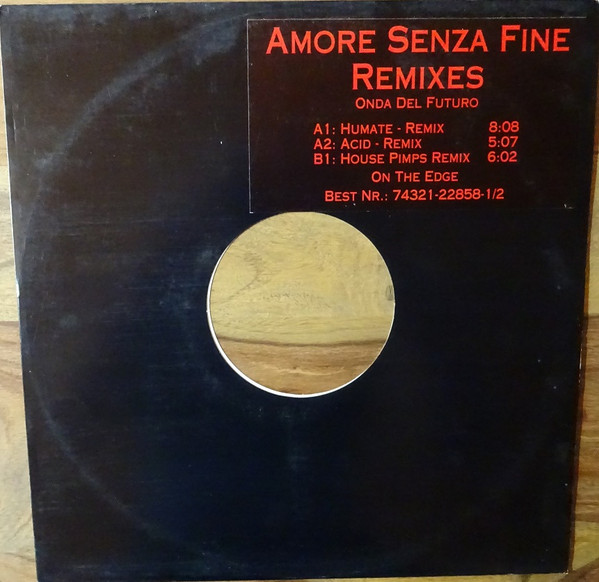 Amore Senza Fine
Remixes
Onda Del Futuro
A1: Humate - Remix 8:08
A2: Acid - Remix 5:07
B1: House Pimps Remix 6:02
On The Edge
Best Nr.: 74321-22858-1/2